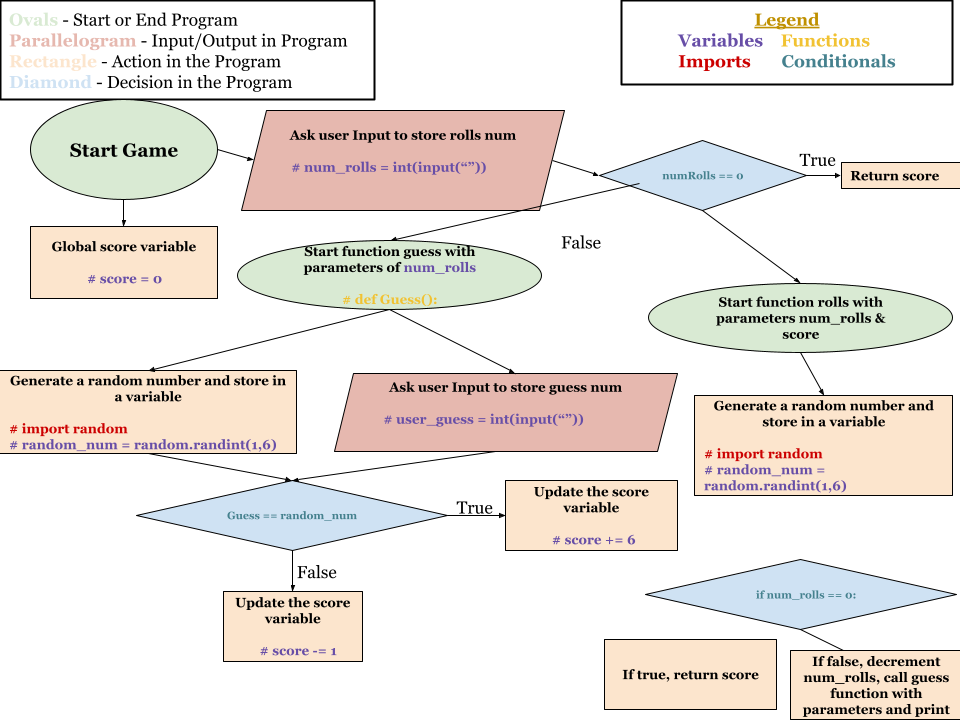 Ovals - Start or End Program
Parallelogram - Input/Output in Program
Rectangle - Action in the Program
Diamond - Decision in the Program
Legend
Variables Functions
Imports Conditionals
Start Game
Ask user Input to store rolls num
# num_rolls = int(input(“”))
numRolls == 0
True
Return score
Global score variable
# score = 0
False
Start function guess with
parameters of num_rolls
# def Guess():
Start function rolls with
parameters num_rolls &
score
Generate a random number and store in
a variable
# import random
# random_num = random.randint(1,6)
Ask user Input to store guess num
# user_guess = int(input(“”))
Generate a random number and
store in a variable
# import random
# random_num =
random.randint(1,6)
Guess == random_num
True
Update the score
variable
# score += 6
False
Update the score
variable
# score -= 1
if num_rolls == 0:
If true, return score
If false, decrement
num_rolls, call guess
function with
parameters and print